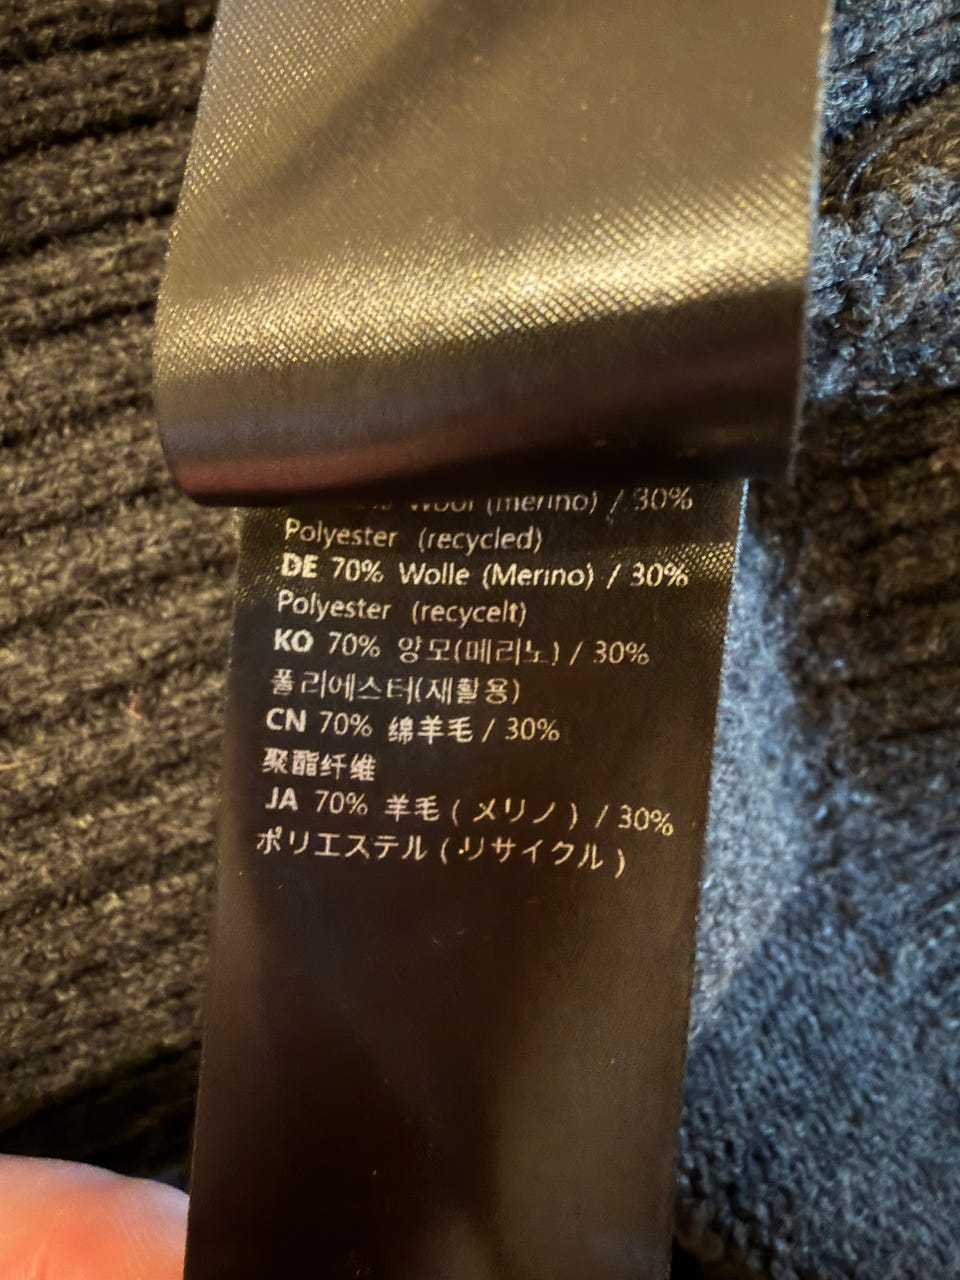 Wool (merino) / 30%
Polyester (recycled)
DE 70% Wolle (Merino) / 30%
Polyester (recycelt)
KO 70% 양모(메리노) / 30%
폴리에스터(재활용)
CN 70% 绵羊毛 / 30%
聚酯纤维
JA 70% 羊毛 ( メリノ ) / 30%
ポリエステル ( リサイクル )